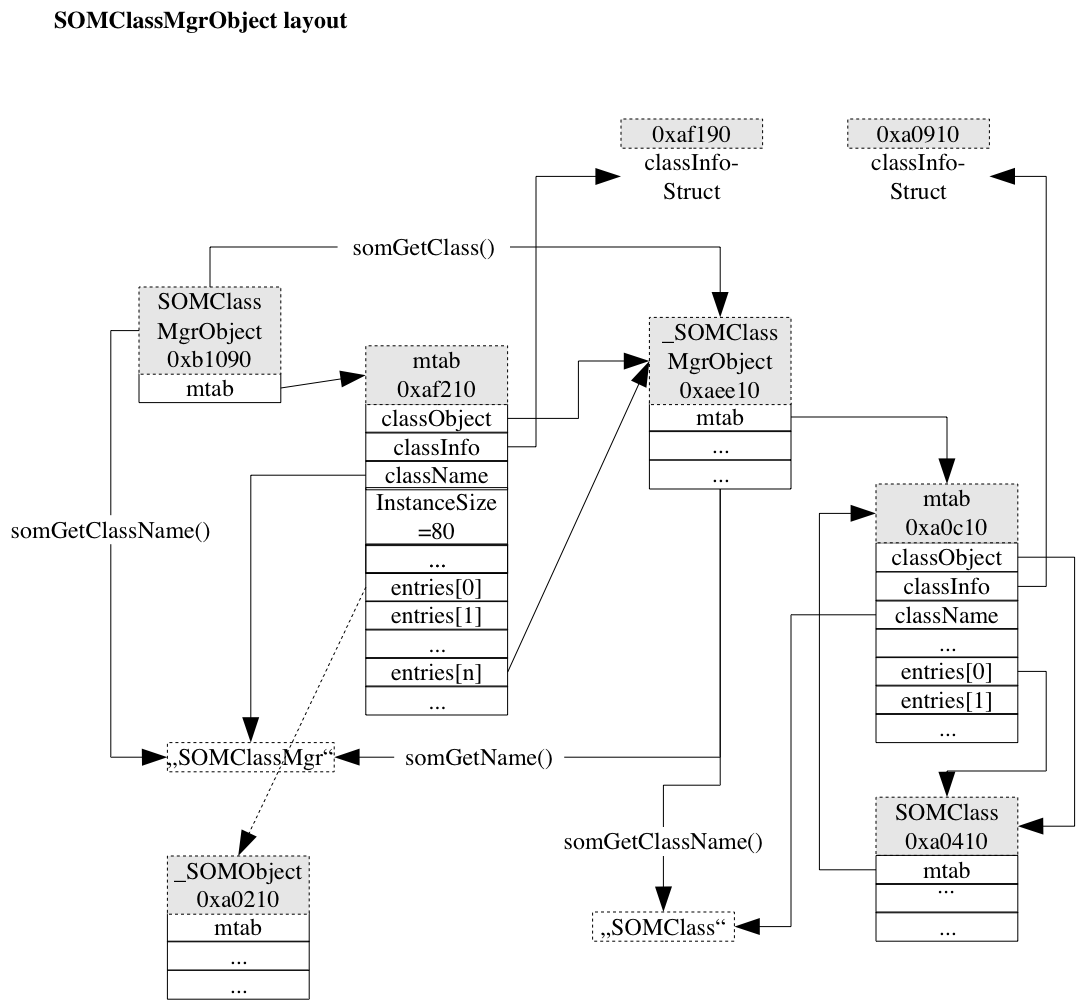 SOMClassMgrObject layout
0xaf190
classInfo-
Struct
0xa0910
classInfo-
Struct
somGetClass()
SOMClass
MgrObject
0xb1090
mtab
mtab
0xaf210
classObject
classInfo
className
InstanceSize
=80
...
entries[0]
entries[1]
...
entries[n]
...
_SOMClass
MgrObject
0xaee10
mtab
...
...
mtab
0xa0c10
classObject
classInfo
className
...
entries[0]
entries[1]
...
somGetClassName()
„SOMClassMgr“
somGetName()
SOMClass
0xa0410
mtab
...
...
somGetClassName()
_SOMObject
0xa0210
mtab
...
...
„SOMClass“